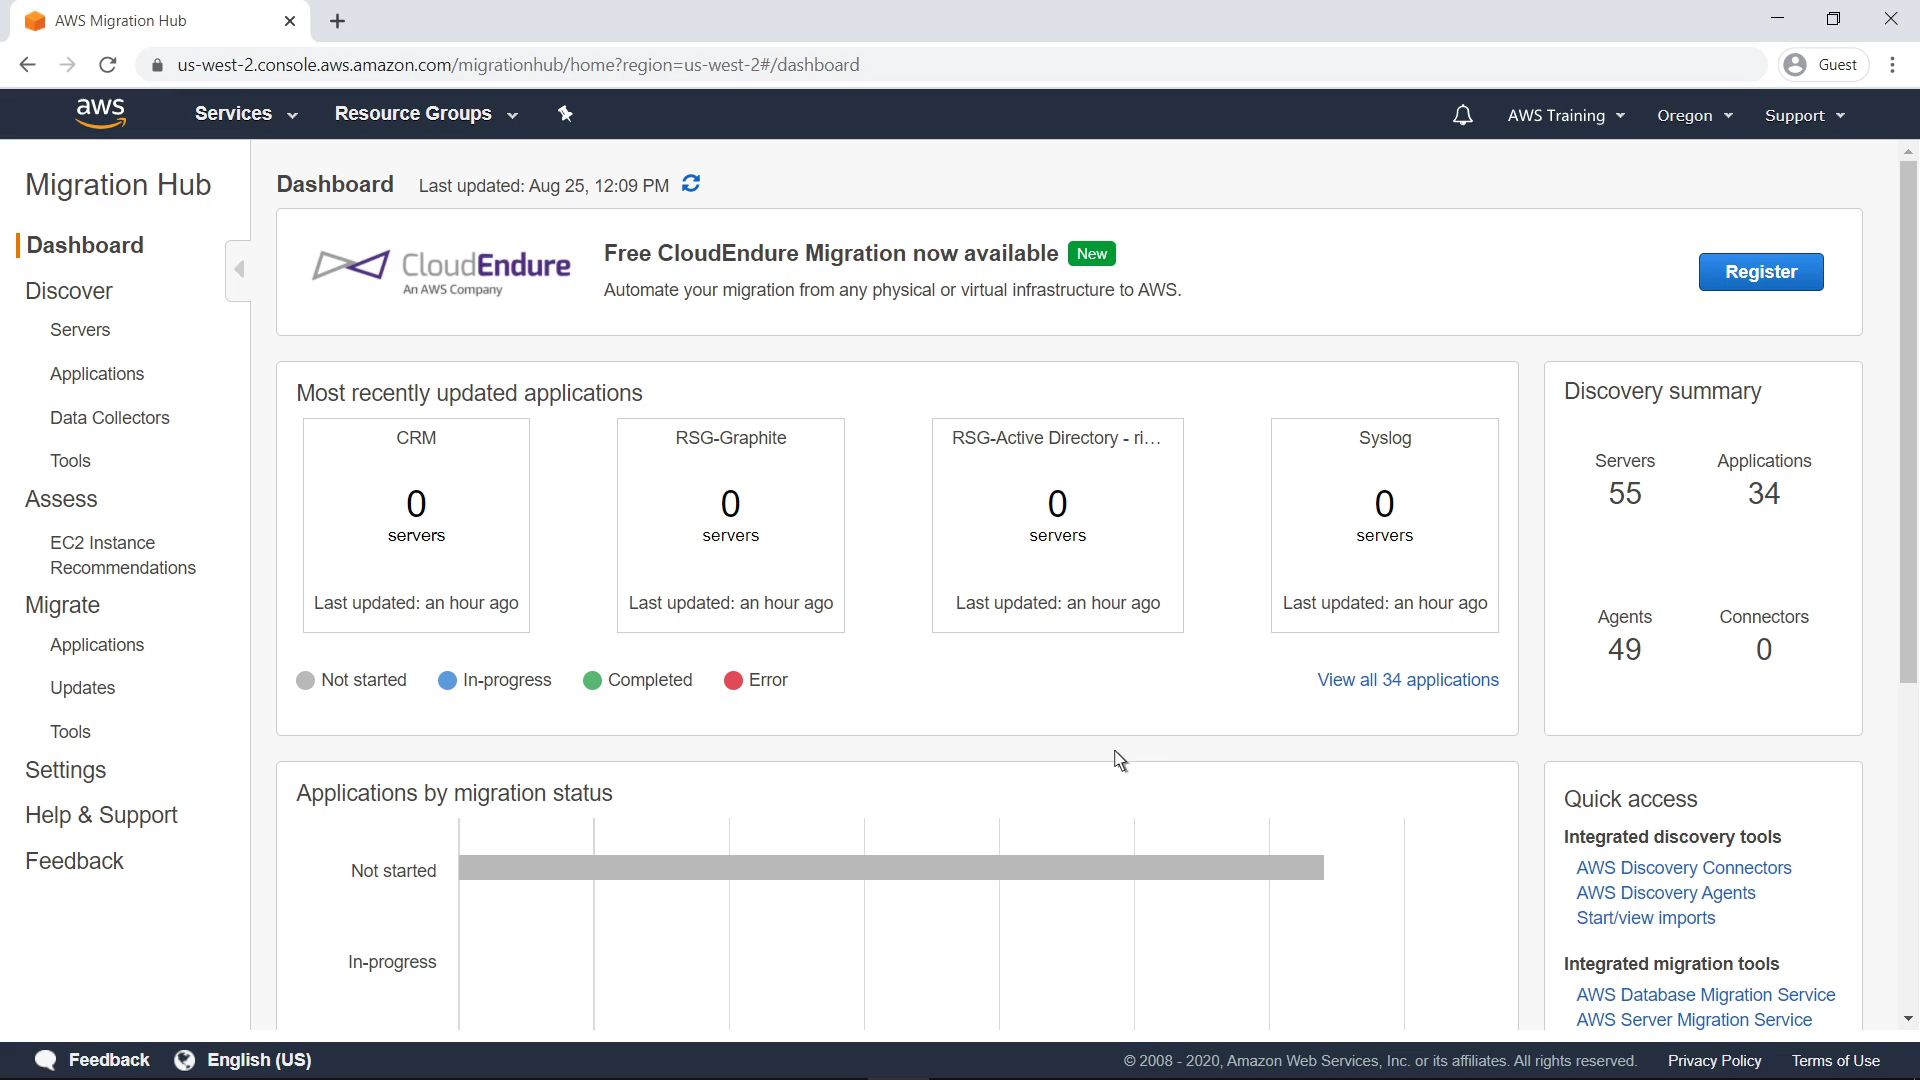 AWS Migration Hub
us-west-2.console.aws.amazon.com/migrationhub/home?region=us-west-2#/dashboard
Guest
aws
Services
Resource Groups
AWS Training
Oregon
Support
Migration Hub
Dashboard
Discover
Servers
Applications
Data Collectors
Tools
Assess
EC2 Instance
Recommendations
Migrate
Applications
Updates
Tools
Settings
Help & Support
Feedback
Dashboard
Last updated: Aug 25, 12:09 PM
CloudEndure
An AWS Company
Free CloudEndure Migration now available New
Automate your migration from any physical or virtual infrastructure to AWS.
Register
Most recently updated applications
CRM
0
servers
Last updated: an hour ago
RSG-Graphite
0
servers
Last updated: an hour ago
RSG-Active Directory - ri...
0
servers
Last updated: an hour ago
Syslog
0
servers
Last updated: an hour ago
Not started
In-progress
Completed
Error
View all 34 applications
Discovery summary
Servers
55
Applications
34
Agents
49
Connectors
0
Applications by migration status
Not started
In-progress
Quick access
Integrated discovery tools
AWS Discovery Connectors
AWS Discovery Agents
Start/view imports
Integrated migration tools
AWS Database Migration Service
AWS Server Migration Service
Feedback
English (US)
© 2008 - 2020, Amazon Web Services, Inc. or its affiliates. All rights reserved.
Privacy Policy
Terms of Use